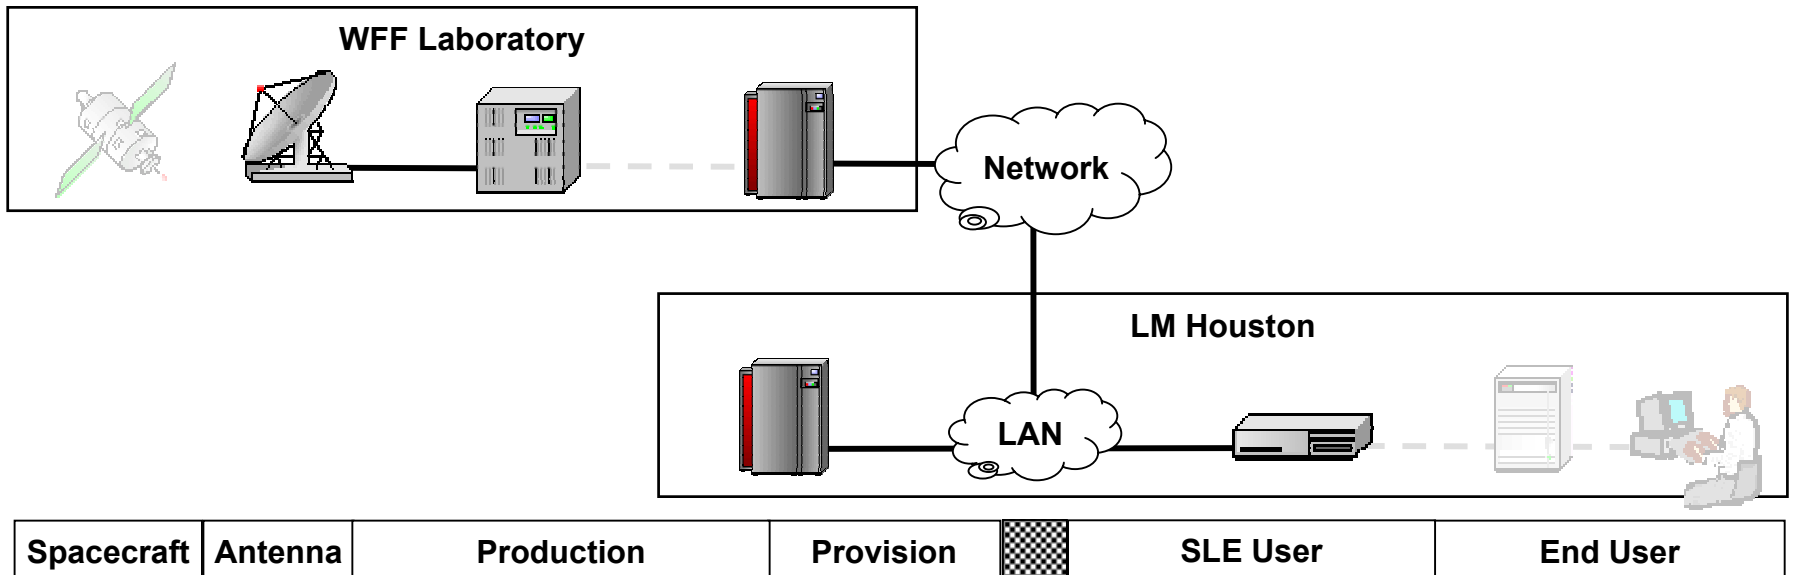 WFF Laboratory
Network
LM Houston
LAN
Spacecraft Antenna Production Provision SLE User End User